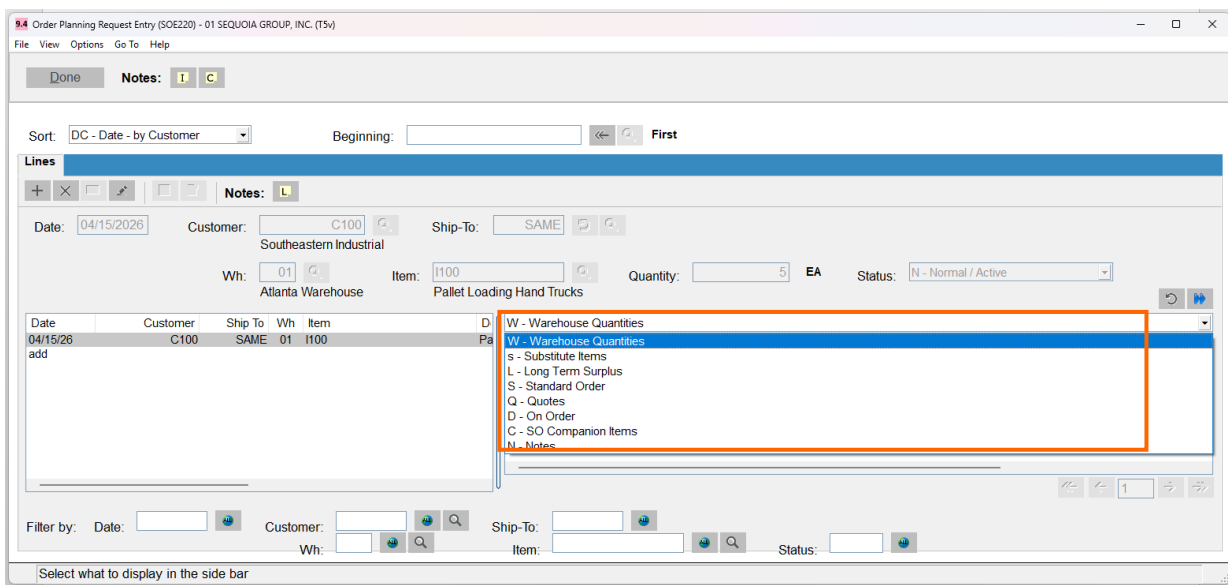 9.4 Order Planning Request Entry (SOE220) - 01 SEQUOIA GROUP, INC. (T5v)
File View Options Go To Help
Done Notes: I C
Sort: DC - Date - by Customer Beginning: First
Lines
Notes: L
Date: 04/15/2026 Customer: C100 Ship-To: SAME
Southeastern Industrial
Wh: 01 Item: I100 Quantity: 5 EA Status: N - Normal / Active
Atlanta Warehouse Pallet Loading Hand Trucks
Date Customer Ship To Wh Item D W - Warehouse Quantities
04/15/26 C100 SAME 01 I100 Pa W - Warehouse Quantities
add s - Substitute Items
L - Long Term Surplus
S - Standard Order
Q - Quotes
D - On Order
C - SO Companion Items
N - Notes
1
Filter by: Date: Customer: Ship-To:
Wh: Item: Status:
Select what to display in the side bar